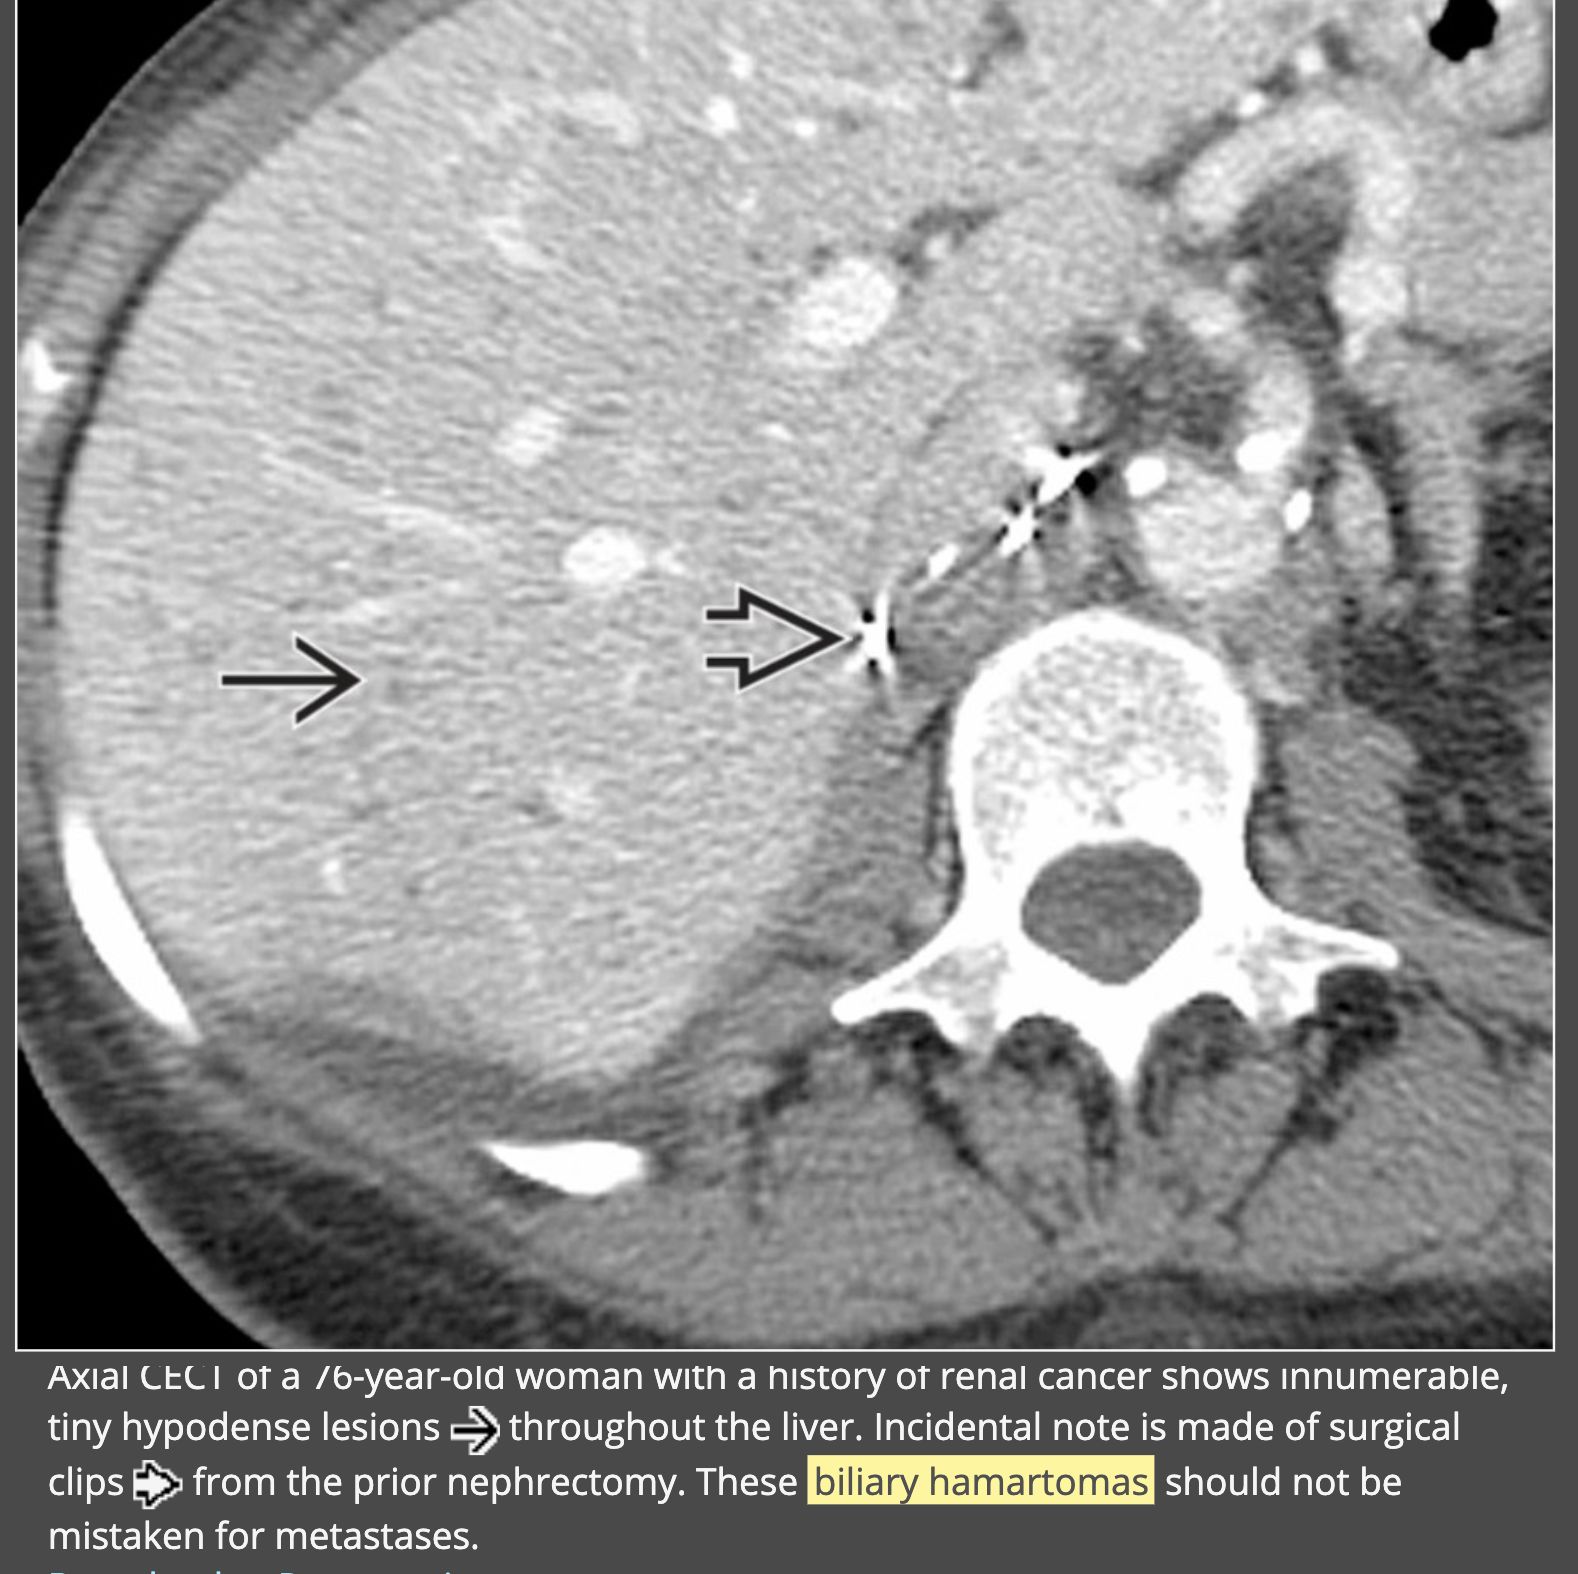 Axial CECT of a 76-year-old woman with a history of renal cancer shows innumerable,
tiny hypodense lesions throughout the liver. Incidental note is made of surgical
clips from the prior nephrectomy. These biliary hamartomas should not be
mistaken for metastases.